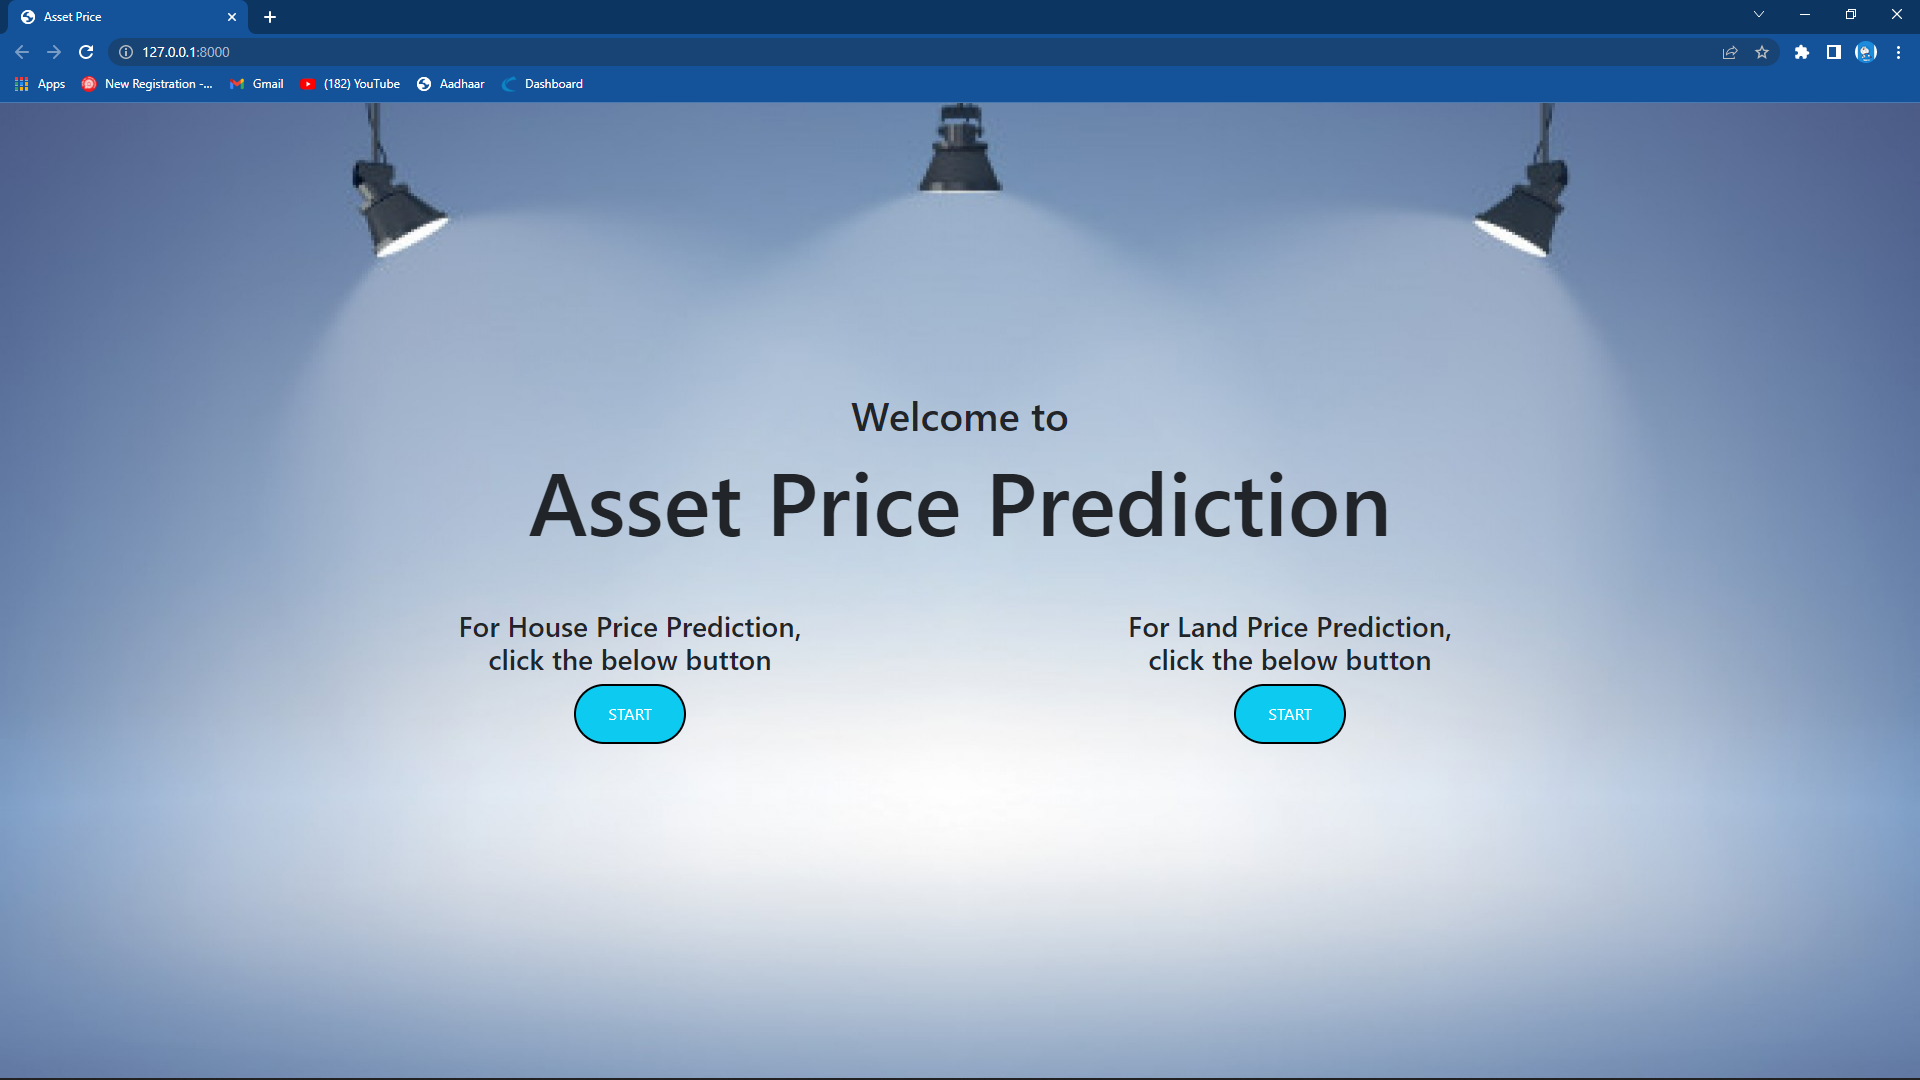 Asset Price
127.0.0.1:8000
Apps
New Registration -...
Gmail
(182) YouTube
Aadhaar
Dashboard
Welcome to
Asset Price Prediction
For House Price Prediction,
click the below button
START
For Land Price Prediction,
click the below button
START